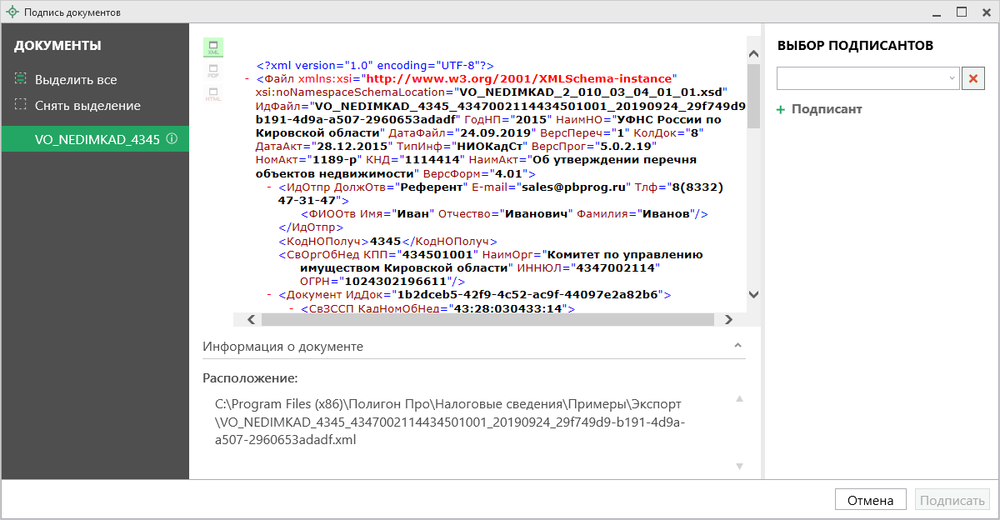 Подпись документов
ДОКУМЕНТЫ
Выделить все
Снять выделение
VO_NEDIMKAD_4345
XML
PDF
HTML
<?xml version="1.0" encoding="UTF-8"?>
- <Файл xmlns:xsi="http://www.w3.org/2001/XMLSchema-instance"
xsi:noNamespaceSchemaLocation="VO_NEDIMKAD_2_010_03_04_01_01.xsd"
ИдФайл="VO_NEDIMKAD_4345_4347002114434501001_20190924_29f749d9
b191-4d9a-a507-2960653adadf" ГодНП="2015" НаимНО="УФНС России по
Кировской области" ДатаФайл="24.09.2019" ВерсПереч="1" КолДок="8"
ДатаАкт="28.12.2015" ТипИнф="НИОКадСт" ВерсПрог="5.0.2.19"
НомАкт="1189-р" КНД="1114414" НаимАкт="Об утверждении перечня
объектов недвижимости" ВерсФорм="4.01">
- <ИдОтпр ДолжОтв="Референт" E-mail="sales@pbprog.ru" Тлф="8(8332)
47-31-47">
<ФИООтв Имя="Иван" Отчество="Иванович" Фамилия="Иванов"/>
</ИдОтпр>
<КодНОПолуч>4345</КодНОПолуч>
<СвОргОбНед КПП="434501001" НаимОрг="Комитет по управлению
имуществом Кировской области" ИННЮЛ="4347002114"
ОГРН="1024302196611"/>
- <Документ ИдДок="1b2dceb5-42f9-4c52-ac9f-44097e2a82b6">
- <СвЗССП КадНомОбНед="43:28:030433:14">
Информация о документе
Расположение:
C:\Program Files (x86)\Полигон Про\Налоговые сведения\Примеры\Экспорт
\VO_NEDIMKAD_4345_4347002114434501001_20190924_29f749d9-b191-4d9a-
a507-2960653adadf.xml
ВЫБОР ПОДПИСАНТОВ
+ Подписант
Отмена
Подписать